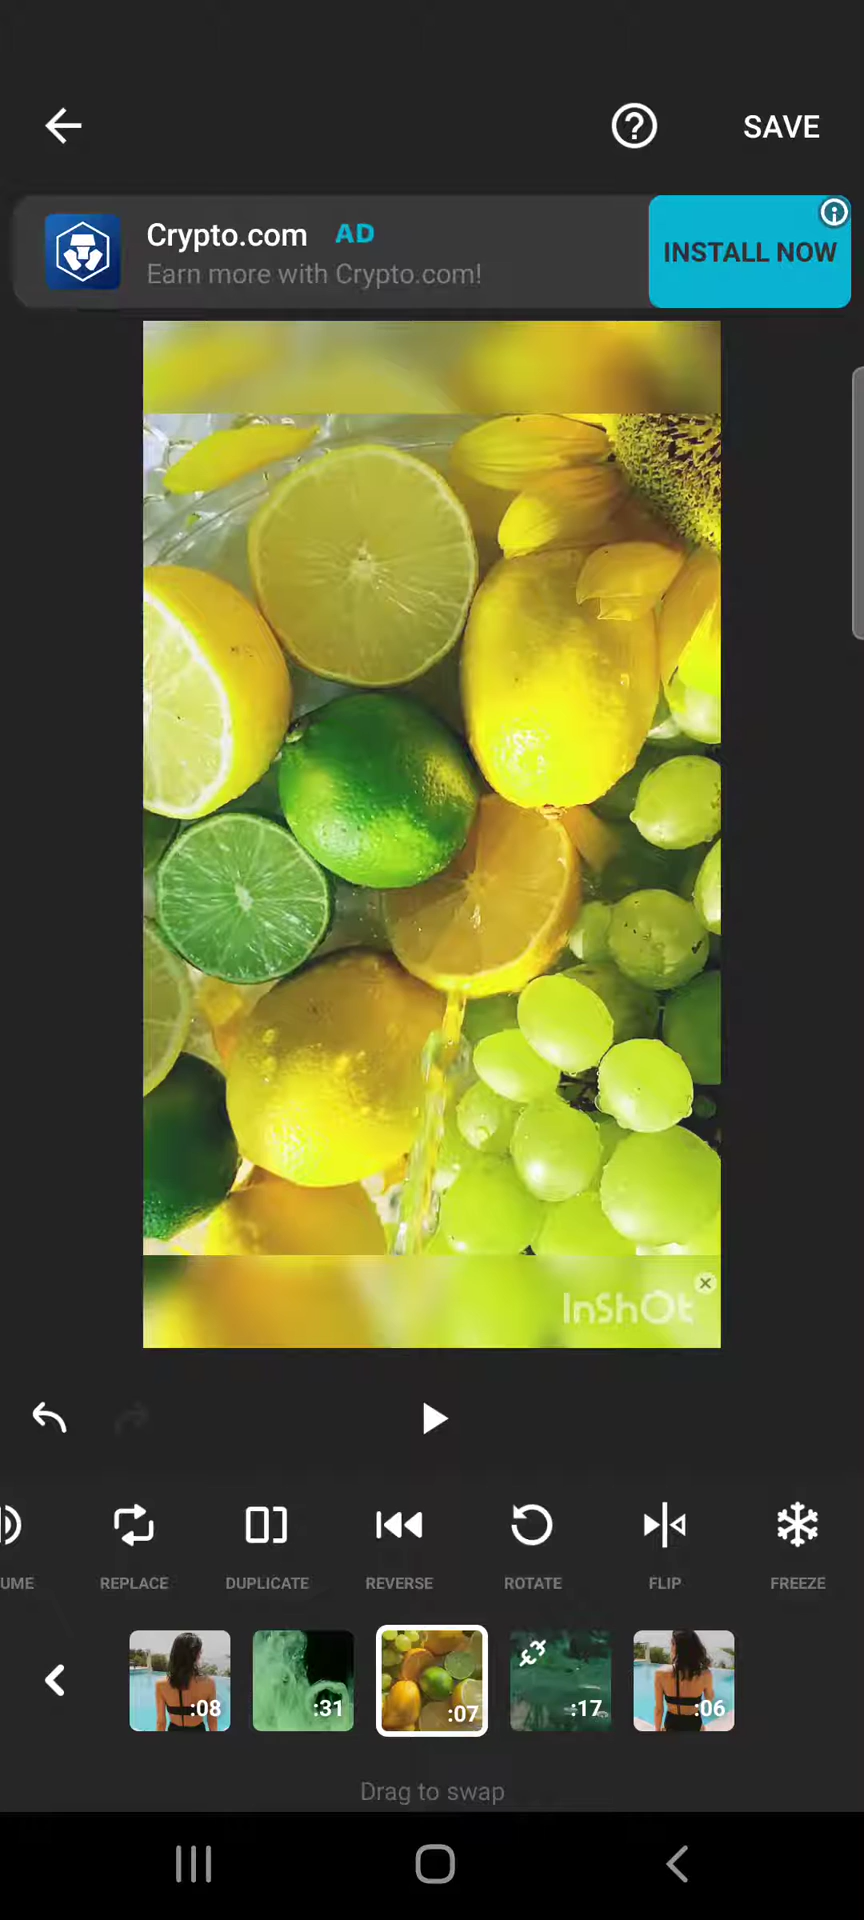 SAVE
Crypto.com AD
Earn more with Crypto.com!
INSTALL NOW
InShOt
UME
REPLACE
DUPLICATE
REVERSE
ROTATE
FLIP
FREEZE
:08
:31
:07
:17
:06
Drag to swap